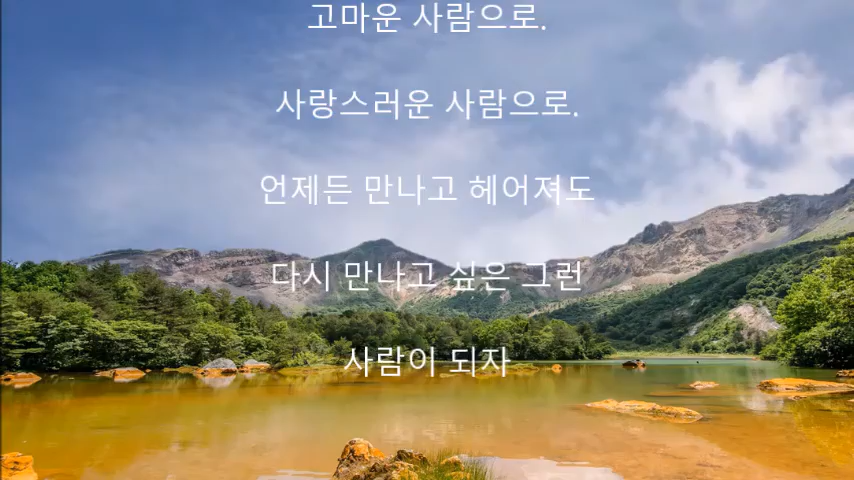 고마운 사람으로.
사랑스러운 사람으로.
언제든 만나고 헤어져도
다시 만나고 싶은 그런
사람이 되자